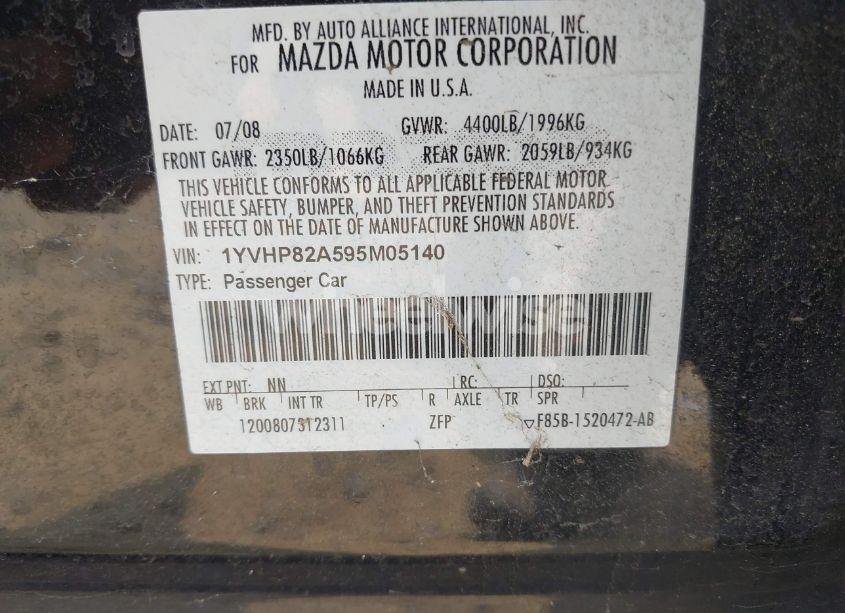 MFD. BY AUTO ALLIANCE INTERNATIONAL, INC.
FOR MAZDA MOTOR CORPORATION
MADE IN U.S.A.
DATE: 07/08 GVWR: 4400LB/1996KG
FRONT GAWR: 2350LB/1066KG REAR GAWR: 2059LB/934KG
THIS VEHICLE CONFORMS TO ALL APPLICABLE FEDERAL MOTOR
VEHICLE SAFETY, BUMPER, AND THEFT PREVENTION STANDARDS
IN EFFECT ON THE DATE OF MANUFACTURE SHOWN ABOVE.
VIN: 1YVHP82A595M05140
TYPE: Passenger Car
wheelwise
EXT PNT: NN RC: DSO:
WB BRK INT TR TP/PS R AXLE TR SPR
1200807312311 ZFP ▽F85B-1520472-AB